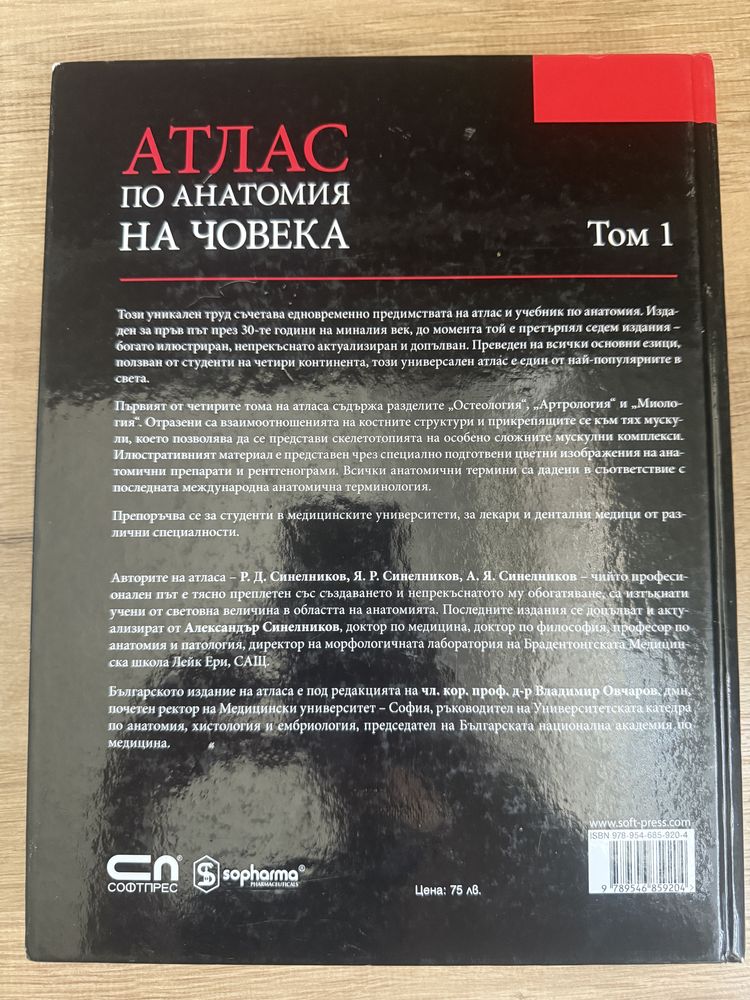 АТЛАС
ПО АНАТОМИЯ
НА ЧОВЕКА
Том 1
Този уникален труд съчетава едновременно предимствата на атлас и учебник по анатомия. Изда-
ден за пръв път през 30-те години на миналия век, до момента той е претърпял седем издания –
богато илюстриран, непрекъснато актуализиран и допълван. Преведен на всички основни езици,
ползван от студенти на четири континента, този универсален атлас е един от най-популярните в
света.
Първият от четирите тома на атласа съдържа разделите „Остеология“, „Артрология“ и „Миоло-
гия“. Отразени са взаимоотношенията на костните структури и прикрепящите се към тях муску-
ли, което позволява да се представи скелетотопията на особено сложните мускулни комплекси.
Илюстративният материал е представен чрез специално подготвени цветни изображения на ана-
томични препарати и рентгенограми. Всички анатомични термини са дадени в съответствие с
последната международна анатомична терминология.
Препоръчва се за студенти в медицинските университети, за лекари и дентални медици от раз-
лични специалности.
Авторите на атласа – Р. Д. Синелников, Я. Р. Синелников, А. Я. Синелников – чийто професи-
онален път е тясно преплетен със създаването и непрекъснатото му обогатяване, са изтъкнати
учени от световна величина в областта на анатомията. Последните издания се допълват и акту-
ализират от Александър Синелников, доктор по медицина, доктор по философия, професор по
анатомия и патология, директор на морфологичната лаборатория на Брадентонтската Медицин-
ска школа Лейк Ери, САЩ.
Българското издание на атласа е под редакцията на чл. кор. проф. д-р Владимир Овчаров, дмн,
почетен ректор на Медицински университет – София, ръководител на Университетската катедра
по анатомия, хистология и ембриология, председател на Българската национална академия по
медицина.
www.soft-press.com
ISBN 978-954-685-920-4
9 789546 859204
СОФТПРЕС
sopharma
PHARMACEUTICALS
Цена: 75 лв.